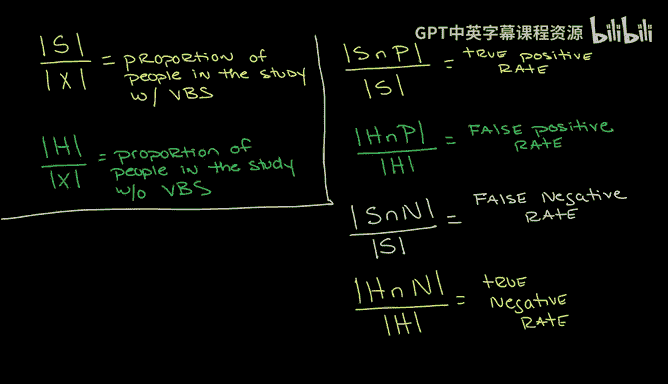 GPT中英字幕课程资源 bilibili
|S|/|X| = proportion of people in the study w/ VBS
|H|/|X| = proportion of people in the study w/o VBS
|S∩P|/|S| = true positive RATE
|H∩P|/|H| = FALSE positive RATE
|S∩N|/|S| = FALSE Negative RATE
|H∩N|/|H| = true Negative RATE